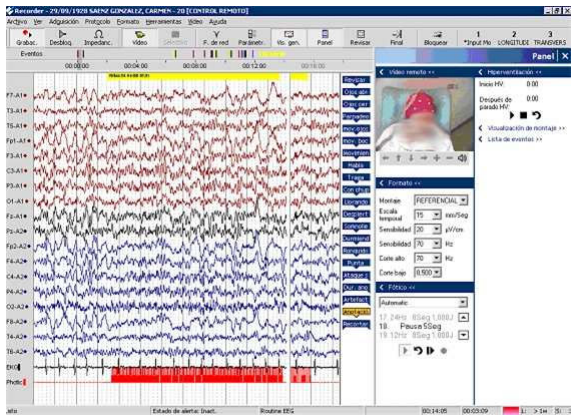 Recorder - 29/09/1928 SAENZ GONZALEZ, CARMEN - 20 [CONTROL REMOTO]
Archivo Ver Adquisición Protocolo Formato Herramientas Video Ayuda
Grabac. Desbloq. Impedanc. Video F. de red Parámetr. Vis. gen. Panel Revisar Final Bloquear *Input Mo LONGITUDI TRANSVERS
1 2 3
Eventos
Panel
00:00:00 00:04:00 00:08:00 00:12:00 00:16:00
F7-A1
T3-A1
T5-A1
Fp1-A1
F3-A1
C3-A1
P3-A1
O1-A1
Fz-A1
Pz-A2
Fp2-A2
F4-A2
C4-A2
P4-A2
O2-A2
F8-A2
T4-A2
T6-A2
EKG
Photic
Revisar
Ojos abi
Ojos cer
Parpadeo
mov. ojos
mov. boc
Movimien
Habla
Traga
Con chup
Llorando
Despiert
Somnolie
Durmiend
Ronquido
Punta
Ataque s
Dur. ano
Artefact
Recortar
Video remoto <<
Formato <<
Montaje REFERENCIAL
Escala temporal 15 mm/Seg
Sensibilidad 20 µV/cm
Sensibilidad 70 Hz
Corte alto 70 Hz
Corte bajo 0,500
Fótico <<
Automatic
17. 24Hz 8Seg 1,000J
18. Pausa 5Seg
19. 12Hz 8Seg 1,000J
Hiperventilación <<
Inicio HV: 0:00
Después de parado HV: 0:00
Visualización de montaje >>
Lista de eventos >>
Estado de alerta: Inact. Routine EEG 00:14:05 00:03:09